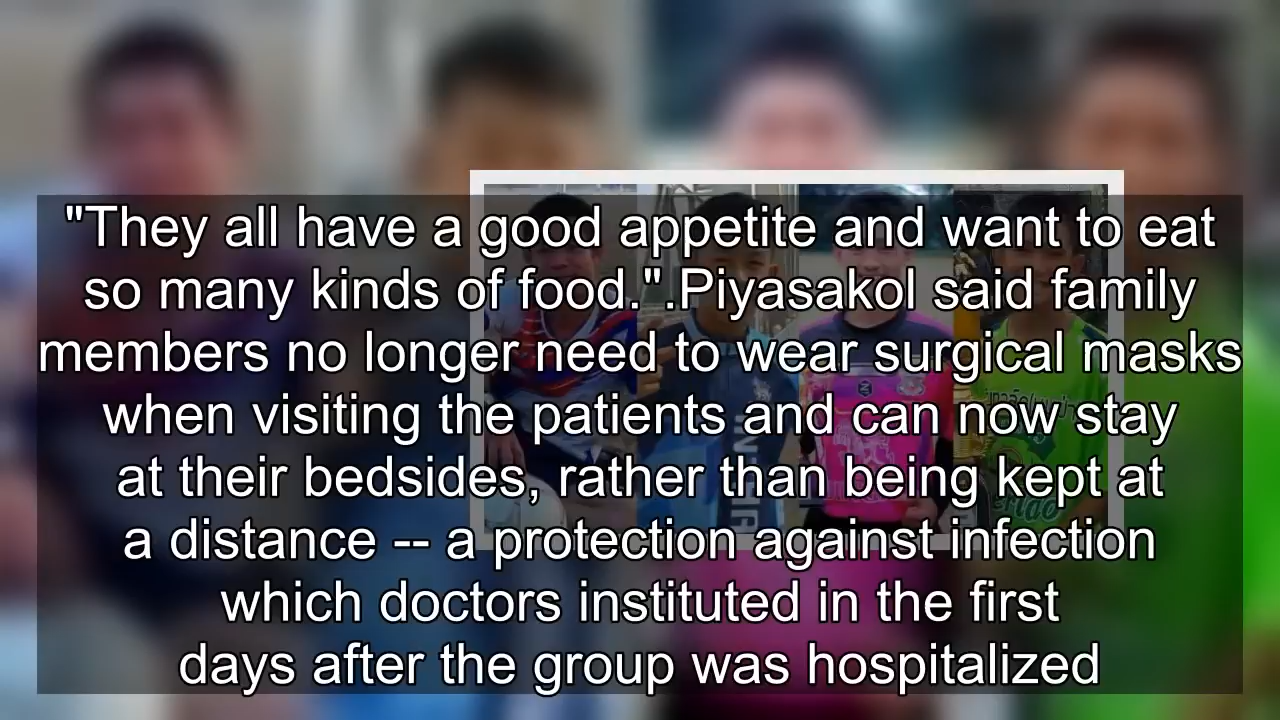 "They all have a good appetite and want to eat
so many kinds of food.".Piyasakol said family
members no longer need to wear surgical masks
when visiting the patients and can now stay
at their bedsides, rather than being kept at
a distance -- a protection against infection
which doctors instituted in the first
days after the group was hospitalized